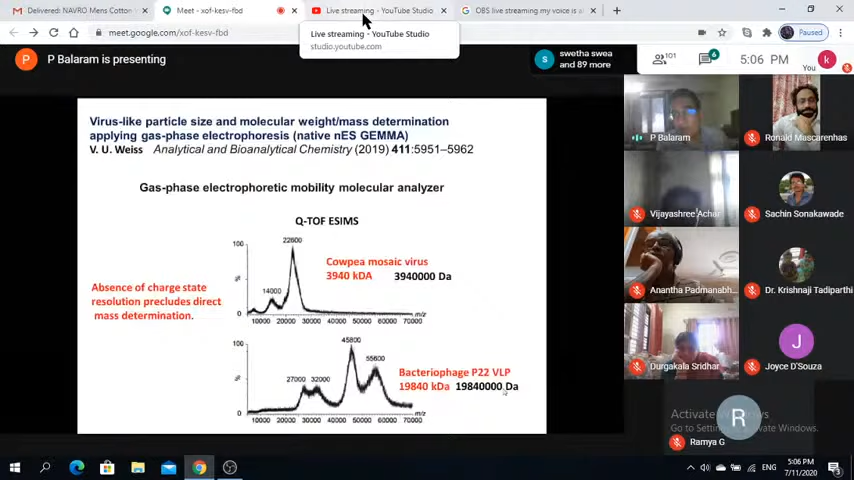 Delivered: NAVRO Mens Cotton
Meet - xof-kesv-fbd
Live streaming - YouTube Studio
OBS live streaming my voice is a
meet.google.com/xof-kesv-fbd
Paused
Live streaming - YouTube Studio
studio.youtube.com
P
P Balaram is presenting
S
swetha swea
and 89 more
101
6
5:06 PM
You
k
Virus-like particle size and molecular weight/mass determination
applying gas-phase electrophoresis (native nES GEMMA)
V. U. Weiss Analytical and Bioanalytical Chemistry (2019) 411:5951–5962
Gas-phase electrophoretic mobility molecular analyzer
Q-TOF ESIMS
100
22600
%
14000
0
10000 20000 30000 40000 50000 60000 70000 m/z
Cowpea mosaic virus
3940 kDA 3940000 Da
Absence of charge state
resolution precludes direct
mass determination.
100
45800
55600
27000 32000
%
0
10000 20000 30000 40000 50000 60000 70000 m/z
Bacteriophage P22 VLP
19840 kDa 19840000 Da
P Balaram
Ronald Mascarenhas
Vijayashree Achar
Sachin Sonakawade
Anantha Padmanabh...
Dr. Krishnaji Tadiparthi
Durgakala Sridhar
J
Joyce D'Souza
R
Ramya G
Activate Windows
Go to Settings to activate Windows.
ENG
5:06 PM
7/11/2020
3